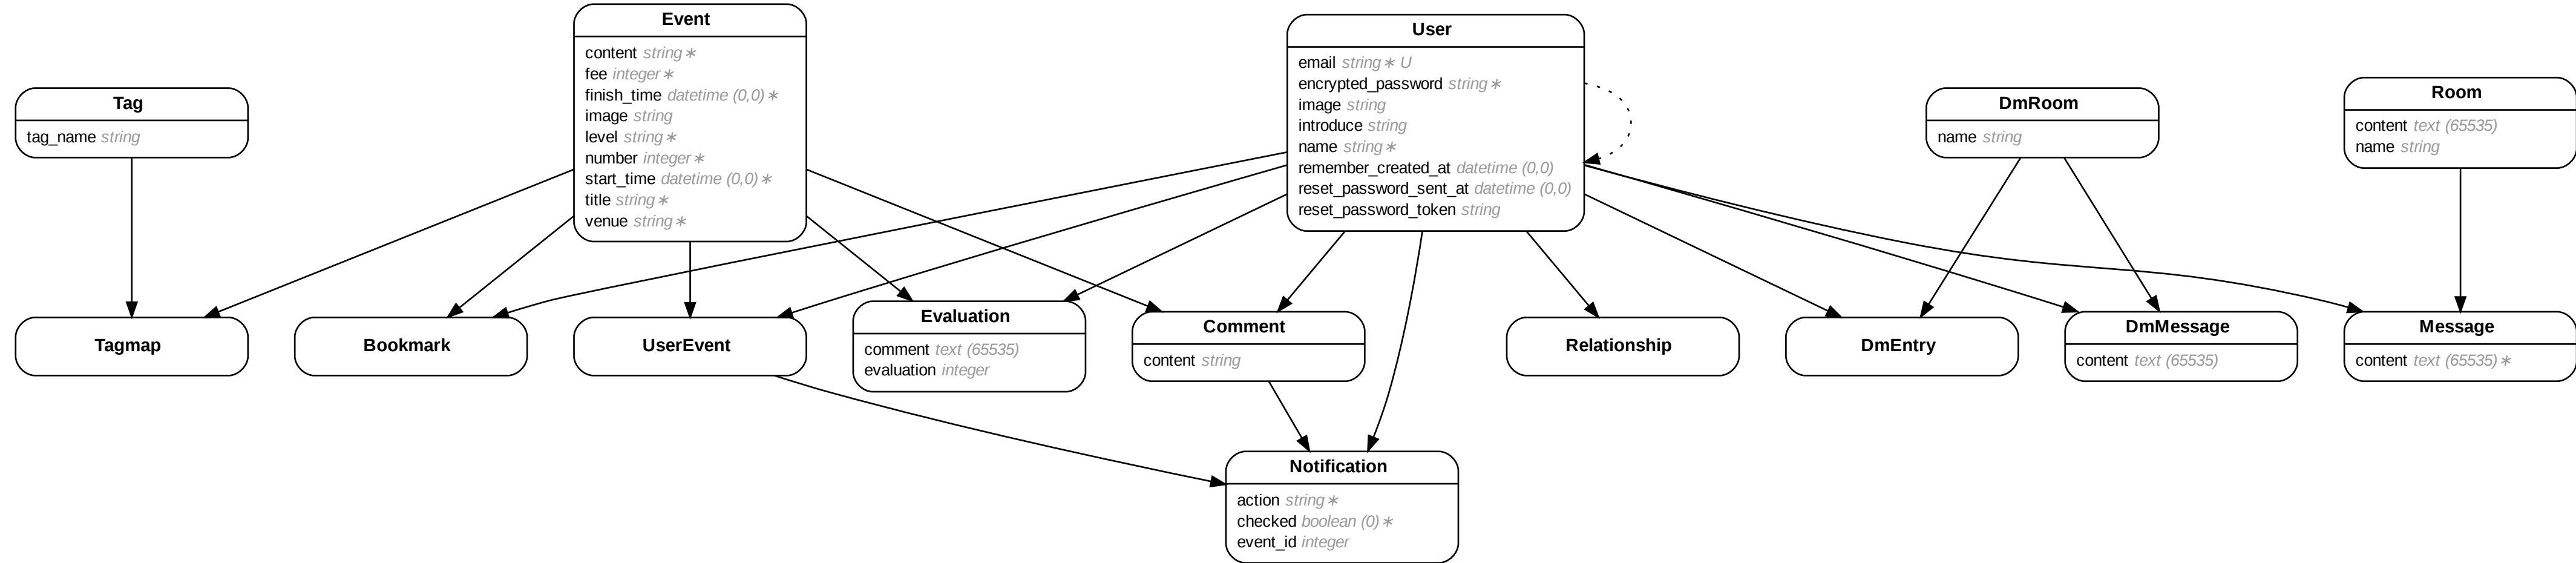 Event
content string∗
fee integer∗
finish_time datetime (0,0)∗
image string
level string∗
number integer∗
start_time datetime (0,0)∗
title string∗
venue string∗
User
email string∗ U
encrypted_password string∗
image string
introduce string
name string∗
remember_created_at datetime (0,0)
reset_password_sent_at datetime (0,0)
reset_password_token string
Tag
tag_name string
DmRoom
name string
Room
content text (65535)
name string
Tagmap
Bookmark
UserEvent
Evaluation
comment text (65535)
evaluation integer
Comment
content string
Relationship
DmEntry
DmMessage
content text (65535)
Message
content text (65535)∗
Notification
action string∗
checked boolean (0)∗
event_id integer